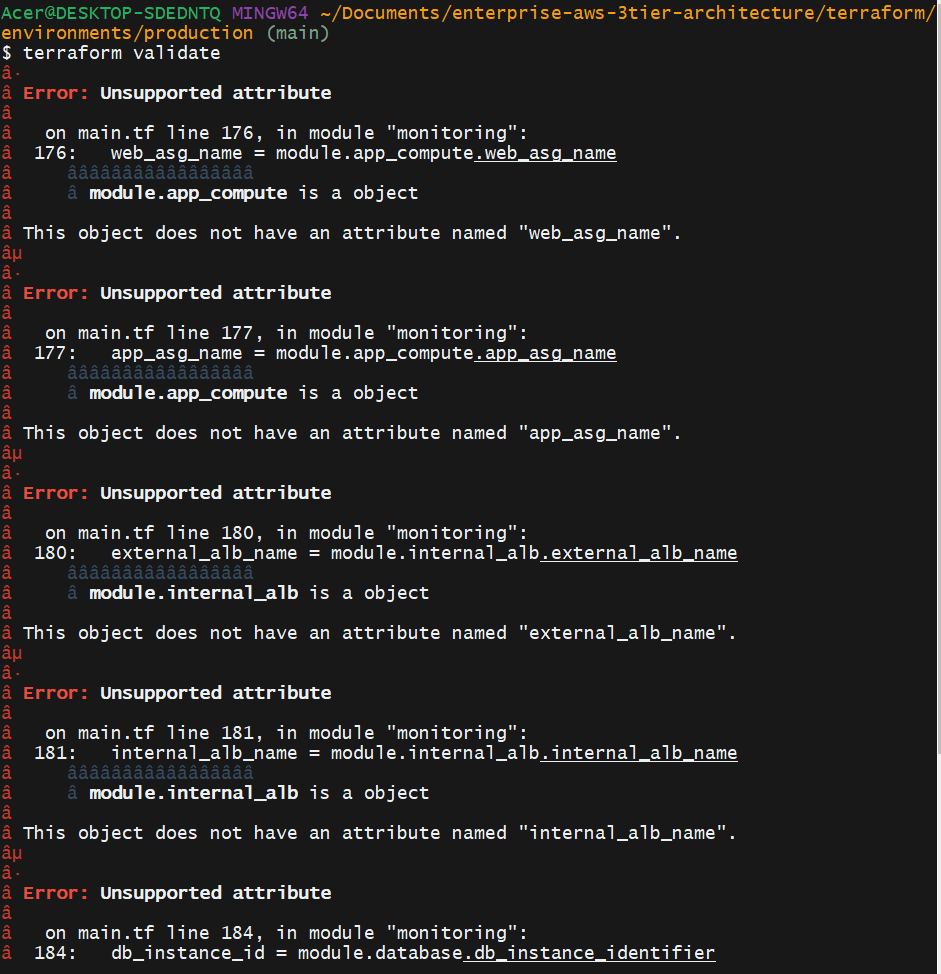 Acer@DESKTOP-SDEDNTQ MINGW64 ~/Documents/enterprise-aws-3tier-architecture/terraform/
environments/production (main)
$ terraform validate
â·
â Error: Unsupported attribute
â
â   on main.tf line 176, in module "monitoring":
â  176:   web_asg_name = module.app_compute.web_asg_name
â     âââââââââââââââââ
â     â module.app_compute is a object
â
â This object does not have an attribute named "web_asg_name".
âµ
â·
â Error: Unsupported attribute
â
â   on main.tf line 177, in module "monitoring":
â  177:   app_asg_name = module.app_compute.app_asg_name
â     âââââââââââââââââ
â     â module.app_compute is a object
â
â This object does not have an attribute named "app_asg_name".
âµ
â·
â Error: Unsupported attribute
â
â   on main.tf line 180, in module "monitoring":
â  180:   external_alb_name = module.internal_alb.external_alb_name
â     âââââââââââââââââ
â     â module.internal_alb is a object
â
â This object does not have an attribute named "external_alb_name".
âµ
â·
â Error: Unsupported attribute
â
â   on main.tf line 181, in module "monitoring":
â  181:   internal_alb_name = module.internal_alb.internal_alb_name
â     âââââââââââââââââ
â     â module.internal_alb is a object
â
â This object does not have an attribute named "internal_alb_name".
âµ
â·
â Error: Unsupported attribute
â
â   on main.tf line 184, in module "monitoring":
â  184:   db_instance_id = module.database.db_instance_identifier